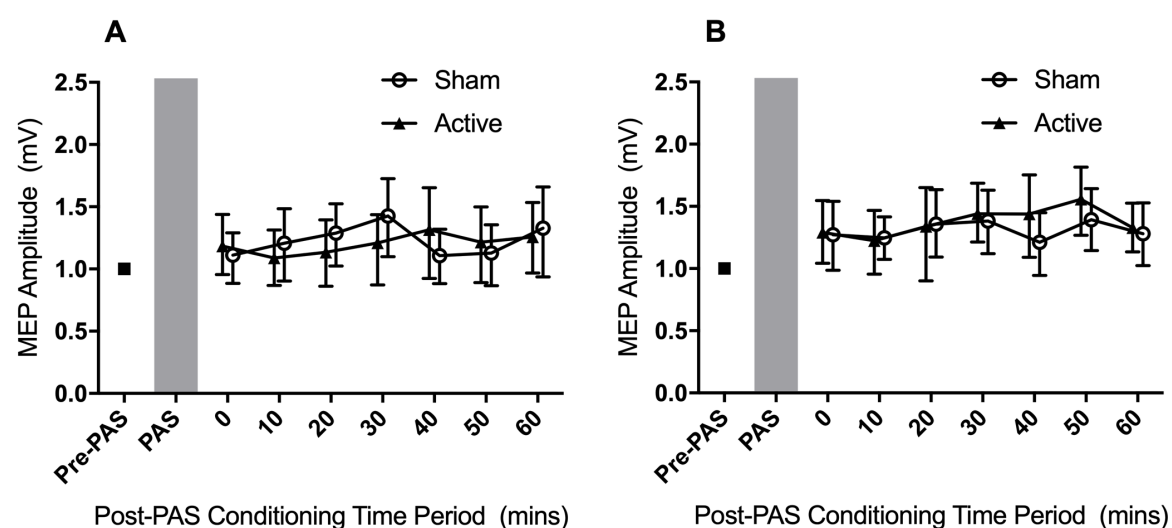 A
2.5
2.0
1.5
1.0
0.5
0.0
MEP Amplitude (mV)
Sham
Active
Pre-PAS
PAS
0
10
20
30
40
50
60
Post-PAS Conditioning Time Period (mins)
B
2.5
2.0
1.5
1.0
0.5
0.0
MEP Amplitude (mV)
Sham
Active
Pre-PAS
PAS
0
10
20
30
40
50
60
Post-PAS Conditioning Time Period (mins)